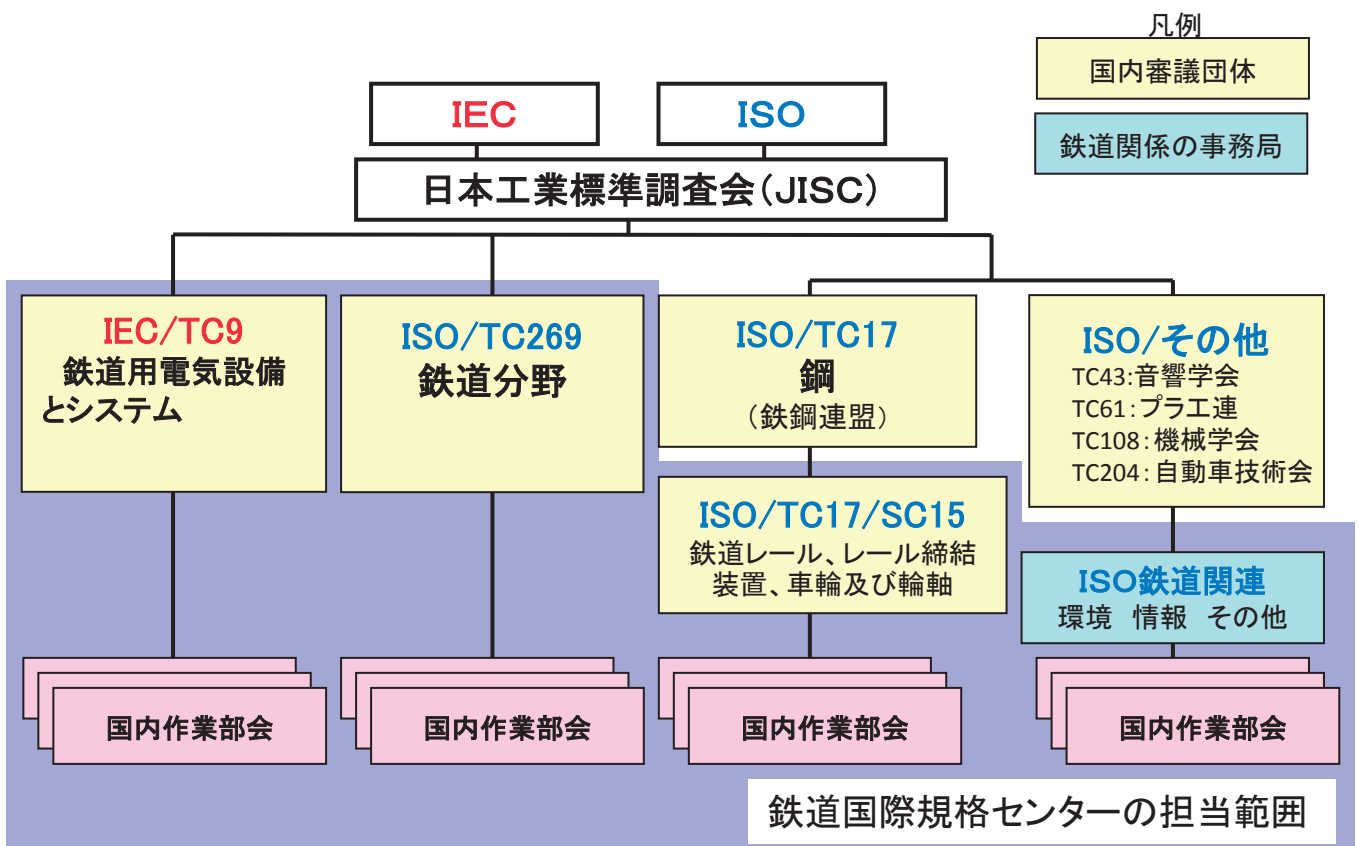 凡例
国内審議団体
鉄道関係の事務局
IEC
ISO
日本工業標準調査会(JISC)
IEC/TC9
鉄道用電気設備
とシステム
ISO/TC269
鉄道分野
ISO/TC17
鋼
(鉄鋼連盟)
ISO/その他
TC43:音響学会
TC61:プラ工連
TC108:機械学会
TC204:自動車技術会
ISO/TC17/SC15
鉄道レール、レール締結
装置、車輪及び輪軸
ISO鉄道関連
環境 情報 その他
国内作業部会
国内作業部会
国内作業部会
国内作業部会
鉄道国際規格センターの担当範囲